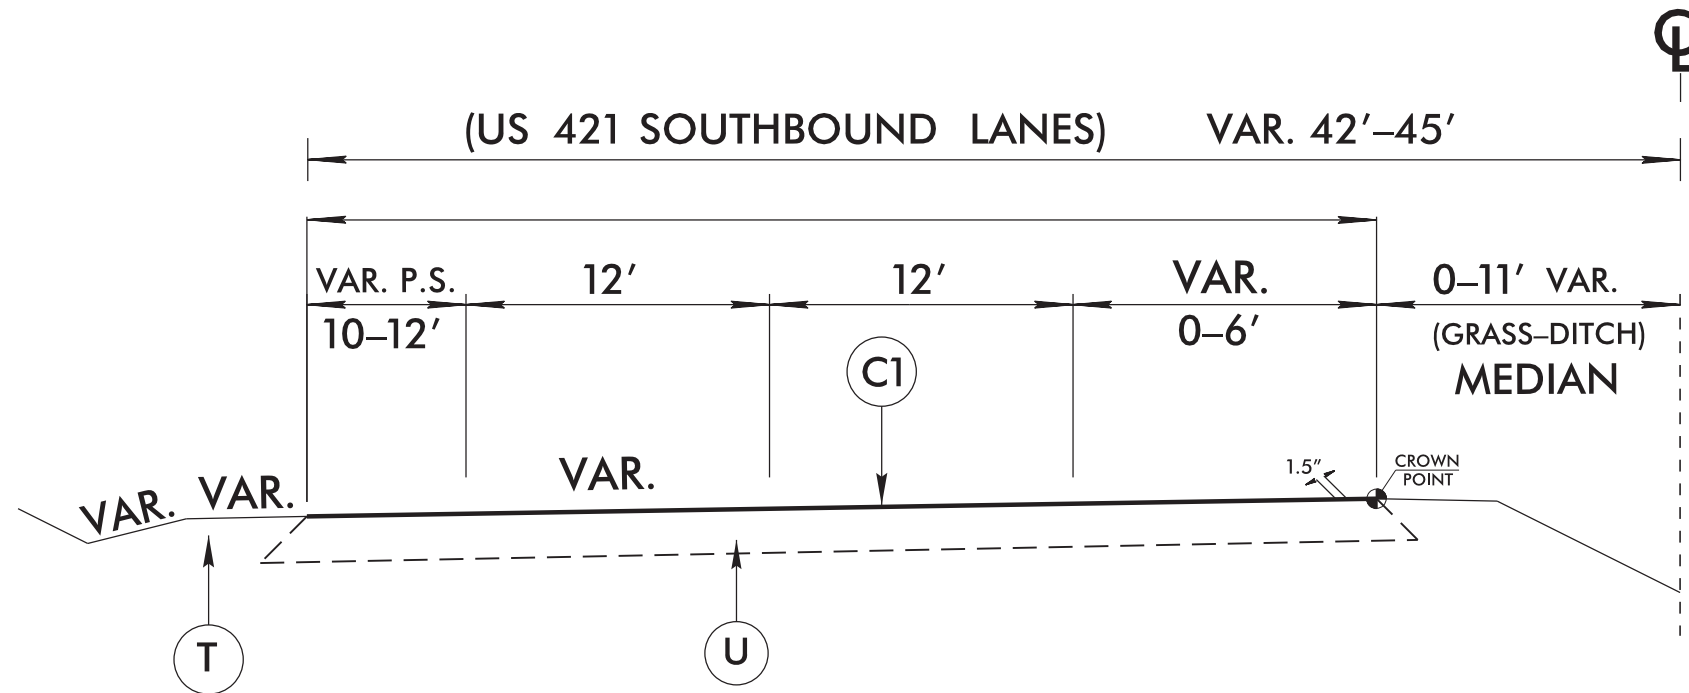 CL
(US 421 SOUTHBOUND LANES) VAR. 42'–45'
VAR. P.S. 12' 12' VAR. 0–11' VAR.
10–12' 0–6' (GRASS–DITCH)
MEDIAN
C1
VAR. VAR. VAR. 1.5" CROWN
POINT
T U